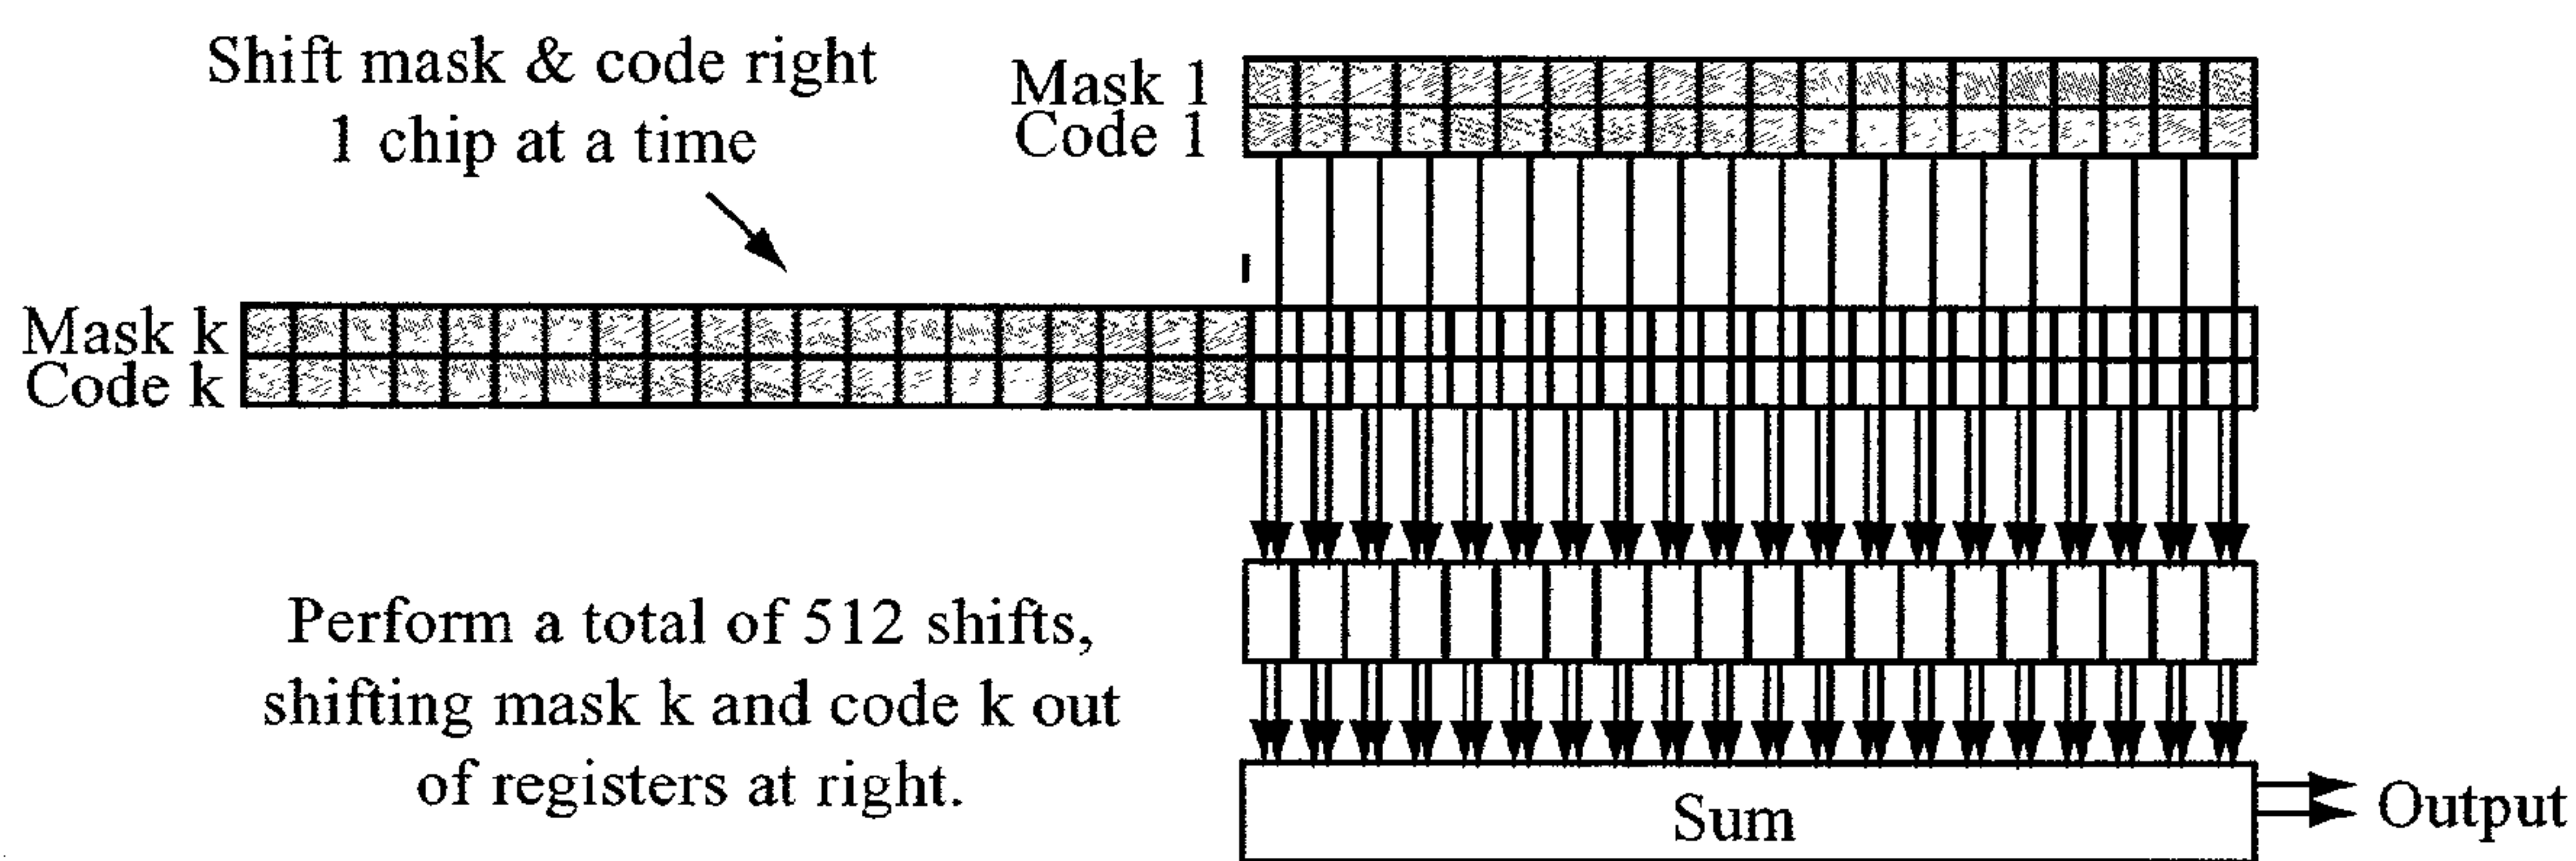 Shift mask & code right
1 chip at a time
Mask 1
Code 1
Mask k
Code k
Perform a total of 512 shifts,
shifting mask k and code k out
of registers at right.
Sum
Output